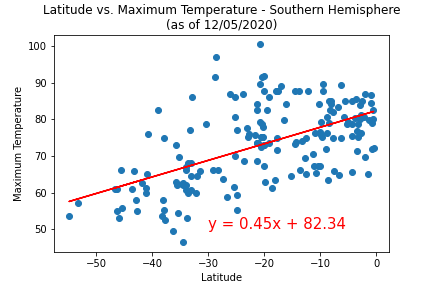 Latitude vs. Maximum Temperature - Southern Hemisphere
(as of 12/05/2020)
100
90
80
70
60
50
Maximum Temperature
y = 0.45x + 82.34
−50
−40
−30
−20
−10
0
Latitude